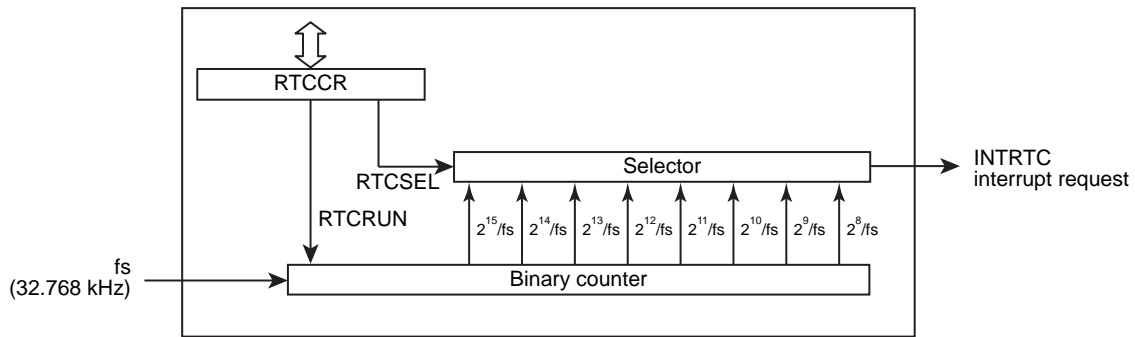 RTCCR
Selector
INTRTC
interrupt request
RTCSEL
RTCRUN
2^15/fs 2^14/fs 2^13/fs 2^12/fs 2^11/fs 2^10/fs 2^9/fs 2^8/fs
fs
(32.768 kHz)
Binary counter